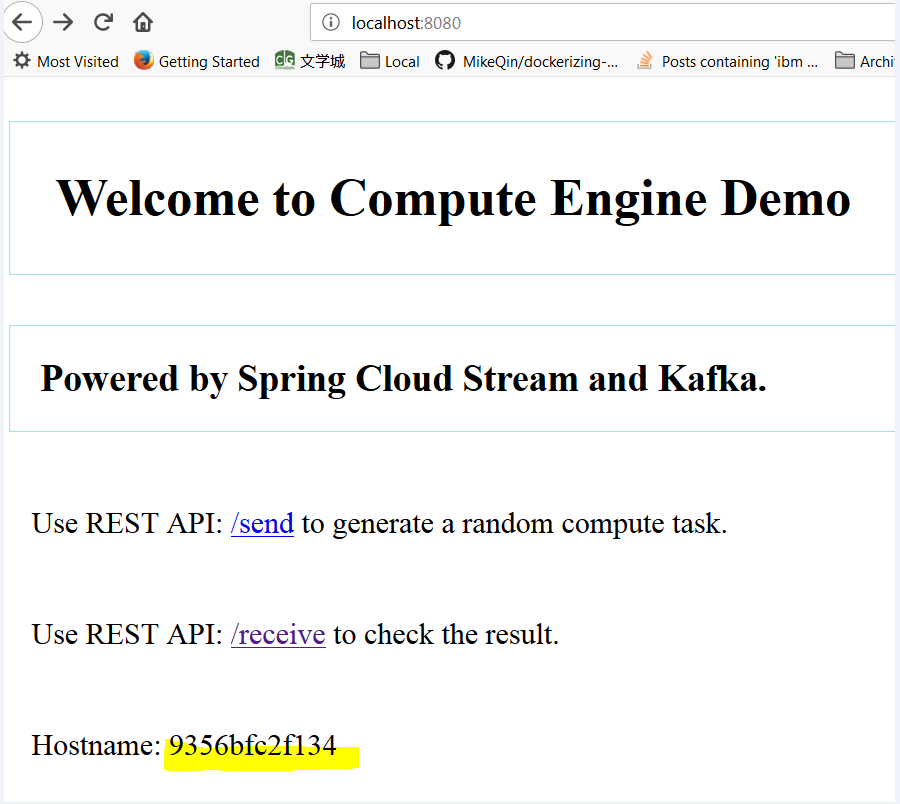 localhost:8080
Most Visited Getting Started CG 文学城 Local MikeQin/dockerizing-... Posts containing 'ibm ... Archi
Welcome to Compute Engine Demo
Powered by Spring Cloud Stream and Kafka.
Use REST API: /send to generate a random compute task.
Use REST API: /receive to check the result.
Hostname: 9356bfc2f134